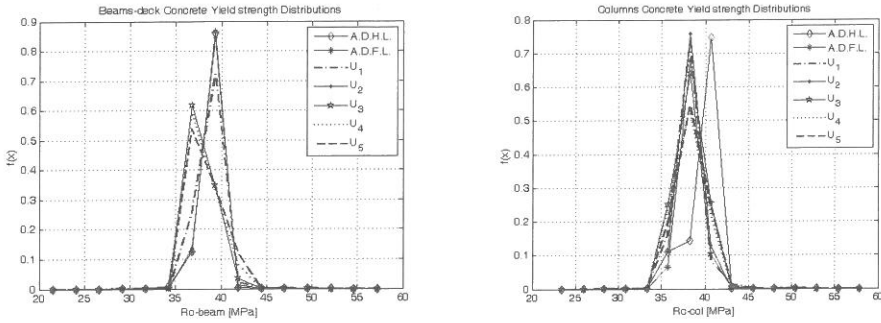 Beams-deck Concrete Yield strength Distributions
0.9
0.8
0.7
0.6
0.5
0.4
0.3
0.2
0.1
0
f(x)
20 25 30 35 40 45 50 55 60
Rc-beam [MPa]
A.D.H.L.
A.D.F.L.
U1
U2
U3
U4
U5
Columns Concrete Yield strength Distributions
0.8
0.7
0.6
0.5
0.4
0.3
0.2
0.1
0
f(x)
20 25 30 35 40 45 50 55 60
Rc-col [MPa]
A.D.H.L.
A.D.F.L.
U1
U2
U3
U4
U5